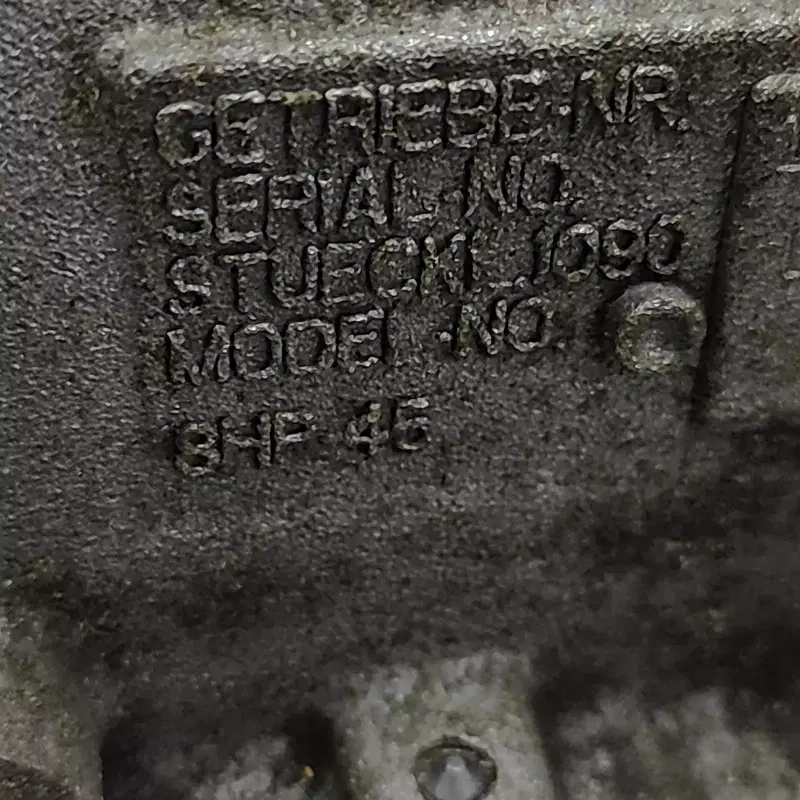 GETRIEBE-NR.
SERIAL-NO.
STUECKL.1090
MODEL-NO.
8HP 45